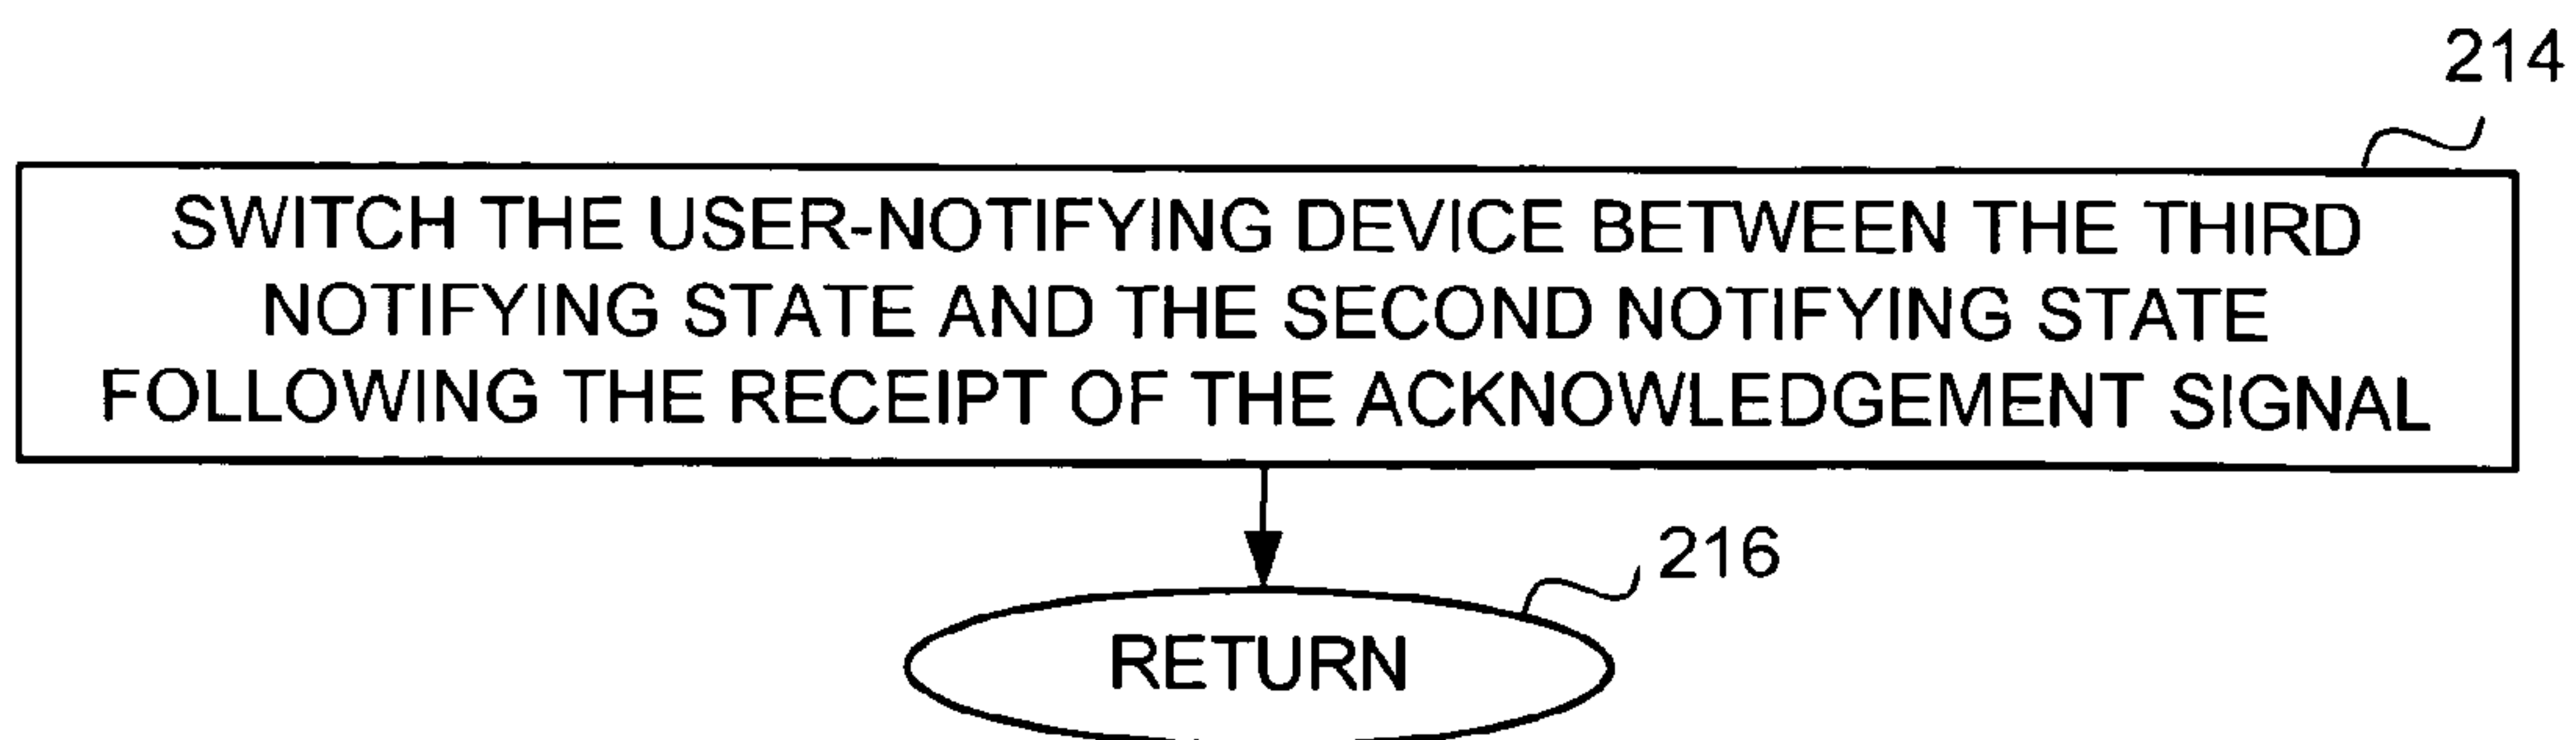 214
SWITCH THE USER-NOTIFYING DEVICE BETWEEN THE THIRD
NOTIFYING STATE AND THE SECOND NOTIFYING STATE
FOLLOWING THE RECEIPT OF THE ACKNOWLEDGEMENT SIGNAL
216
RETURN